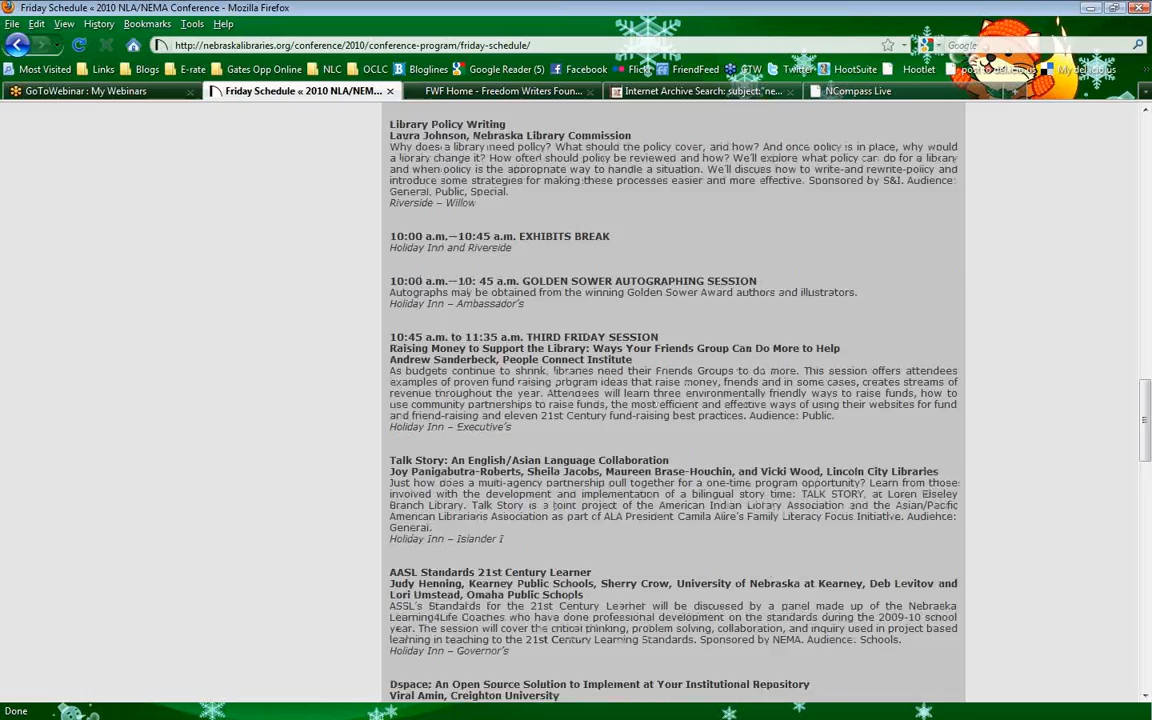 Friday Schedule « 2010 NLA/NEMA Conference - Mozilla Firefox
File Edit View History Bookmarks Tools Help
http://nebraskalibraries.org/conference/2010/conference-program/friday-schedule/ Google
Most Visited Links Blogs E-rate Gates Opp Online NLC OCLC Bloglines Google Reader (5) Facebook Flickr FriendFeed GTW Twitter HootSuite Hootlet post to delicious My delicious
GoToWebinar : My Webinars Friday Schedule « 2010 NLA/NEM... FWF Home - Freedom Writers Foun... Internet Archive Search: subject:"ne... NCompass Live
Library Policy Writing
Laura Johnson, Nebraska Library Commission
Why does a library need policy? What should the policy cover, and how? And once policy is in place, why would
a library change it? How often should policy be reviewed and how? We'll explore what policy can do for a library
and when policy is the appropriate way to handle a situation. We'll discuss how to write-and rewrite-policy and
introduce some strategies for making these processes easier and more effective. Sponsored by S&I. Audience:
General, Public, Special.
Riverside – Willow
10:00 a.m.—10:45 a.m. EXHIBITS BREAK
Holiday Inn and Riverside
10:00 a.m.—10: 45 a.m. GOLDEN SOWER AUTOGRAPHING SESSION
Autographs may be obtained from the winning Golden Sower Award authors and illustrators.
Holiday Inn – Ambassador's
10:45 a.m. to 11:35 a.m. THIRD FRIDAY SESSION
Raising Money to Support the Library: Ways Your Friends Group Can Do More to Help
Andrew Sanderbeck, People Connect Institute
As budgets continue to shrink, libraries need their Friends Groups to do more. This session offers attendees
examples of proven fund raising program ideas that raise money, friends and in some cases, creates streams of
revenue throughout the year. Attendees will learn three environmentally friendly ways to raise funds, how to
use community partnerships to raise funds, the most efficient and effective ways of using their websites for fund
and friend-raising and eleven 21st Century fund-raising best practices. Audience: Public.
Holiday Inn – Executive's
Talk Story: An English/Asian Language Collaboration
Joy Panigabutra-Roberts, Sheila Jacobs, Maureen Brase-Houchin, and Vicki Wood, Lincoln City Libraries
Just how does a multi-agency partnership pull together for a one-time program opportunity? Learn from those
involved with the development and implementation of a bilingual story time: TALK STORY, at Loren Eiseley
Branch Library. Talk Story is a joint project of the American Indian Library Association and the Asian/Pacific
American Librarians Association as part of ALA President Camila Alire's Family Literacy Focus Initiative. Audience:
General.
Holiday Inn – Islander I
AASL Standards 21st Century Learner
Judy Henning, Kearney Public Schools, Sherry Crow, University of Nebraska at Kearney, Deb Levitov and
Lori Umstead, Omaha Public Schools
ASSL's Standards for the 21st Century Learner will be discussed by a panel made up of the Nebraska
Learning4Life Coaches who have done professional development on the standards during the 2009-10 school
year. The session will cover the critical thinking, problem solving, collaboration, and inquiry used in project based
learning in teaching to the 21st Century Learning Standards. Sponsored by NEMA. Audience: Schools.
Holiday Inn – Governor's
Dspace: An Open Source Solution to Implement at Your Institutional Repository
Viral Amin, Creighton University
Done